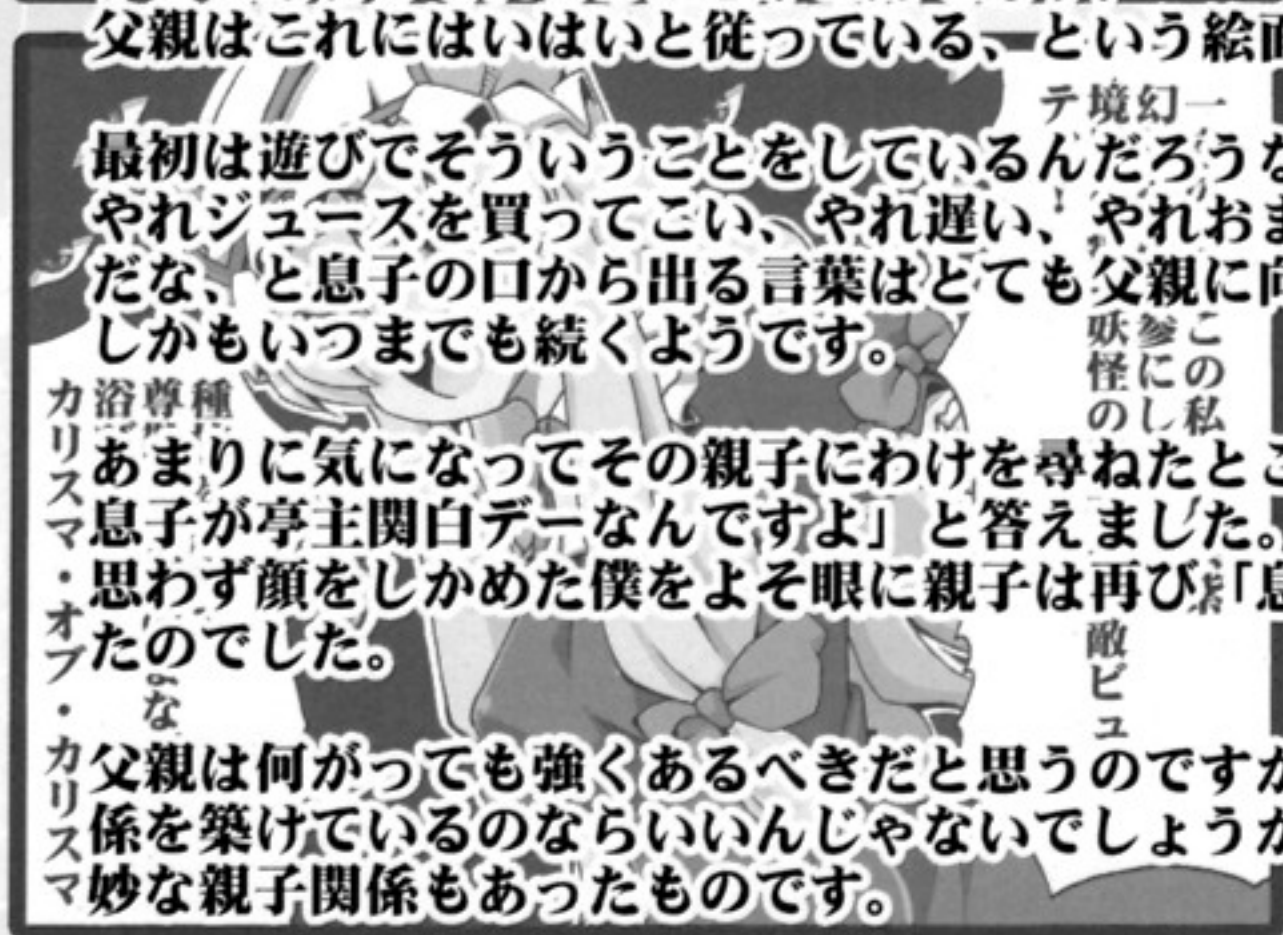 父親はこれにはいはいと従っている、という絵
最初は遊びでそういうことをしているんだろうな
やれジュースを買ってこい、やれ遅い、やれおま
だな、と息子の口から出る言葉はとても父親に向
しかもいつまでも続くようです。
あまりに気になってその親子にわけを尋ねたとこ
息子が亭主関白デーなんですよ」と答えました。
思わず顔をしかめた僕をよそ眼に親子は再び「息
たのでした。
父親は何がっても強くあるべきだと思うのですが
係を築けているのならいいんじゃないでしょうか
妙な親子関係もあったものです。
この私
参にし
幻
境
テ
妖怪の
敵ビュ
種
尊
浴
な
カリスマ・オブ・カリスマ